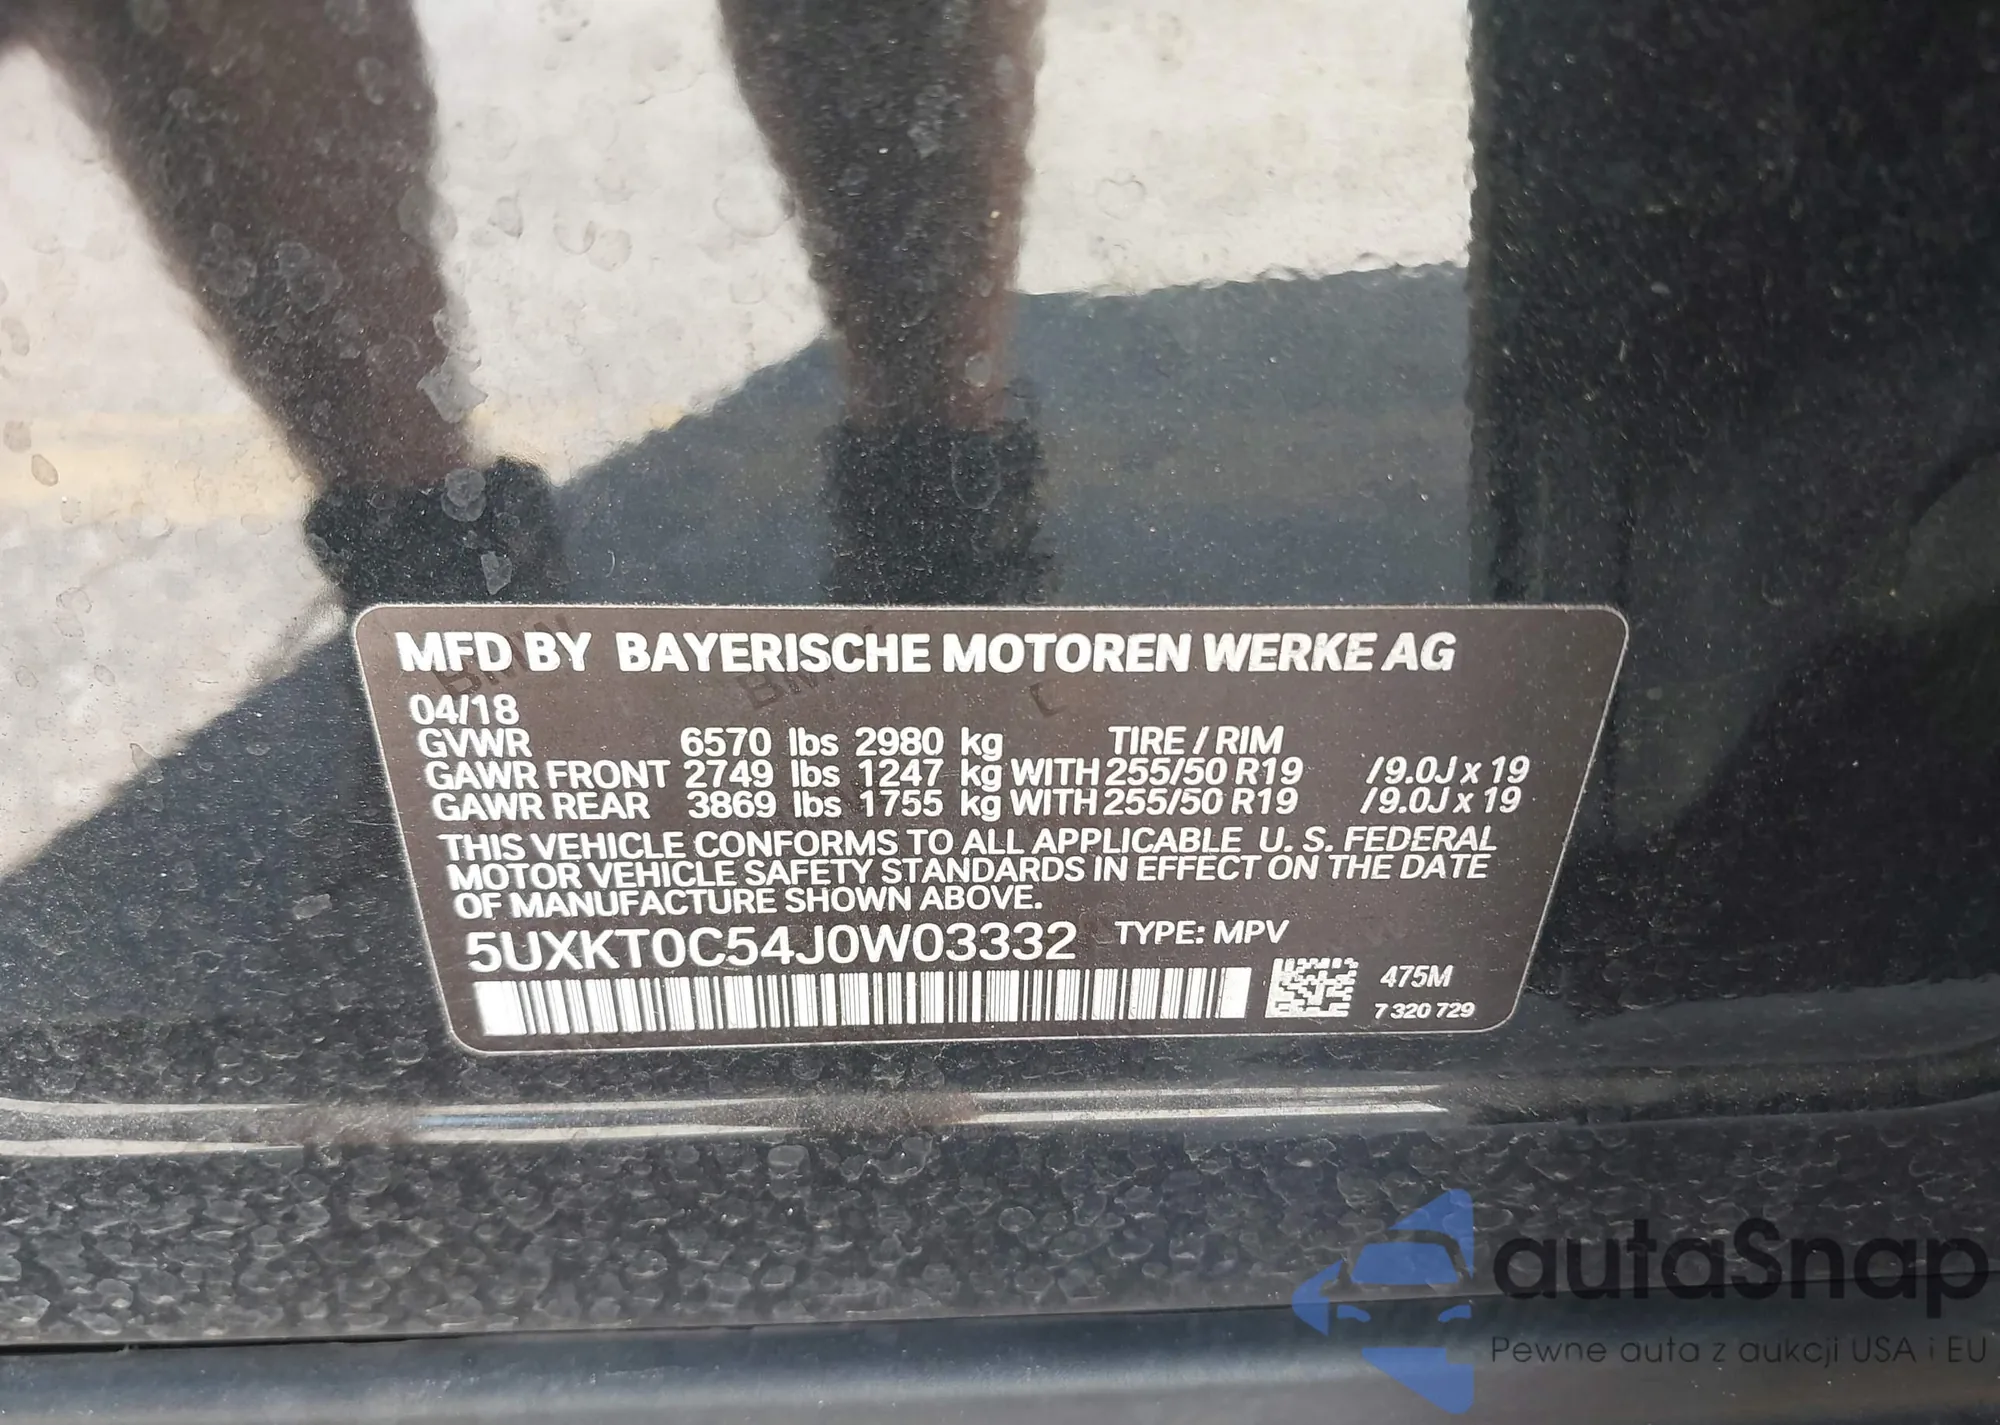 MFD BY BAYERISCHE MOTOREN WERKE AG
04/18
GVWR 6570 lbs 2980 kg TIRE / RIM
GAWR FRONT 2749 lbs 1247 kg WITH 255/50 R19 /9.0J x 19
GAWR REAR 3869 lbs 1755 kg WITH 255/50 R19 /9.0J x 19
THIS VEHICLE CONFORMS TO ALL APPLICABLE U. S. FEDERAL
MOTOR VEHICLE SAFETY STANDARDS IN EFFECT ON THE DATE
OF MANUFACTURE SHOWN ABOVE.
5UXKT0C54J0W03332 TYPE: MPV
475M
7 320 729
autaSnap
Pewne auta z aukcji USA i EU